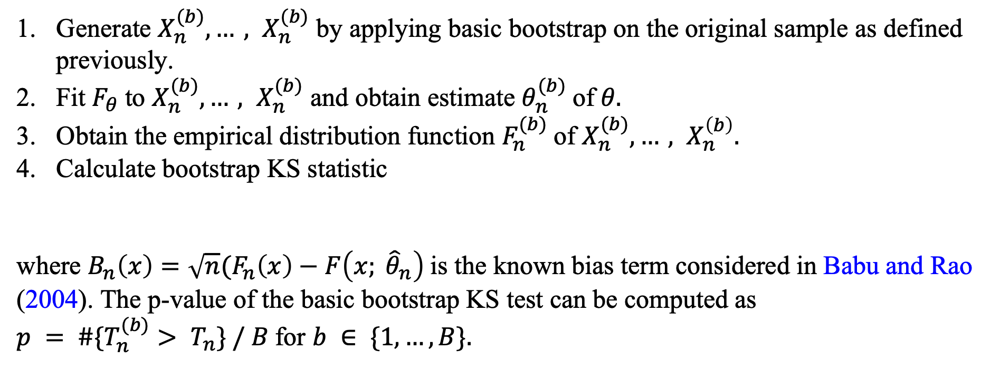 1. Generate $X_n^{(b)}, \dots , X_n^{(b)}$ by applying basic bootstrap on the original sample as defined
previously.
2. Fit $F_\theta$ to $X_n^{(b)}, \dots , X_n^{(b)}$ and obtain estimate $\theta_n^{(b)}$ of $\theta$.
3. Obtain the empirical distribution function $F_n^{(b)}$ of $X_n^{(b)}, \dots , X_n^{(b)}$.
4. Calculate bootstrap KS statistic
where $B_n(x) = \sqrt{n}(F_n(x) - F(x; \hat{\theta}_n)$ is the known bias term considered in Babu and Rao
(2004). The p-value of the basic bootstrap KS test can be computed as
$p = \#\{T_n^{(b)} > T_n\} / B$ for $b \in \{1, \dots, B\}$.